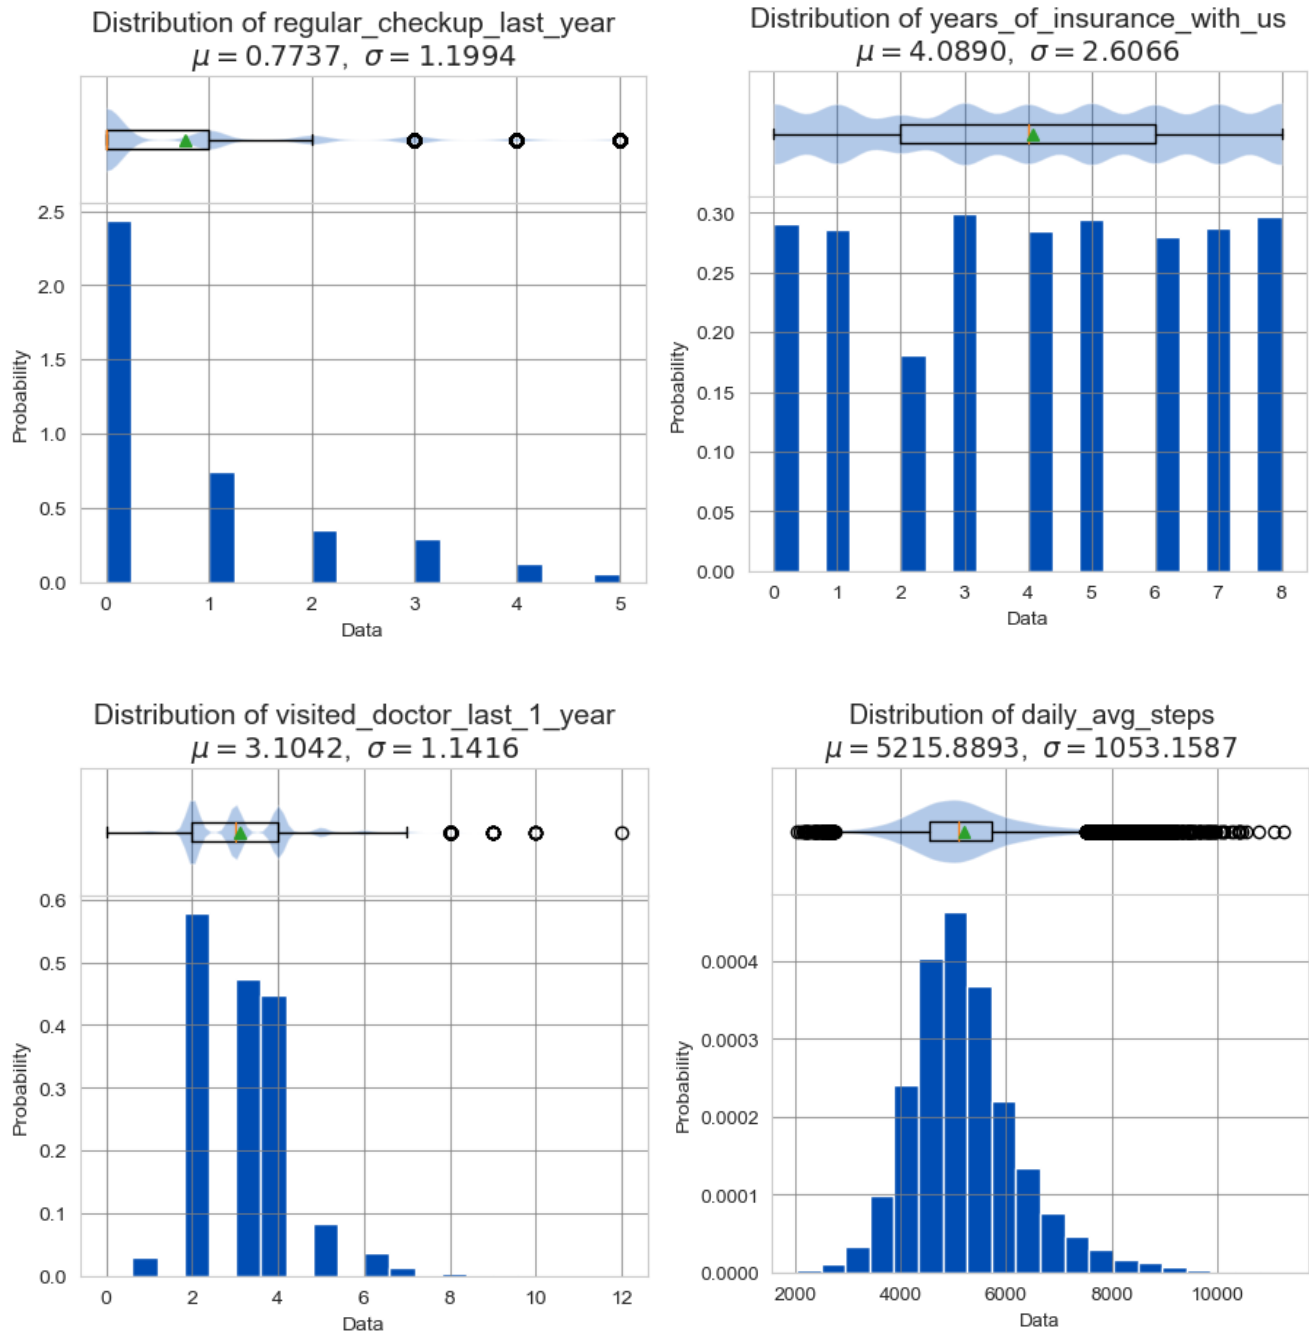 Distribution of regular_checkup_last_year
μ = 0.7737, σ = 1.1994
2.5
2.0
1.5
1.0
0.5
0.0
Probability
0 1 2 3 4 5
Data
Distribution of years_of_insurance_with_us
μ = 4.0890, σ = 2.6066
0.30
0.25
0.20
0.15
0.10
0.05
0.00
Probability
0 1 2 3 4 5 6 7 8
Data
Distribution of visited_doctor_last_1_year
μ = 3.1042, σ = 1.1416
0.6
0.5
0.4
0.3
0.2
0.1
0.0
Probability
0 2 4 6 8 10 12
Data
Distribution of daily_avg_steps
μ = 5215.8893, σ = 1053.1587
0.0004
0.0003
0.0002
0.0001
0.0000
Probability
2000 4000 6000 8000 10000
Data